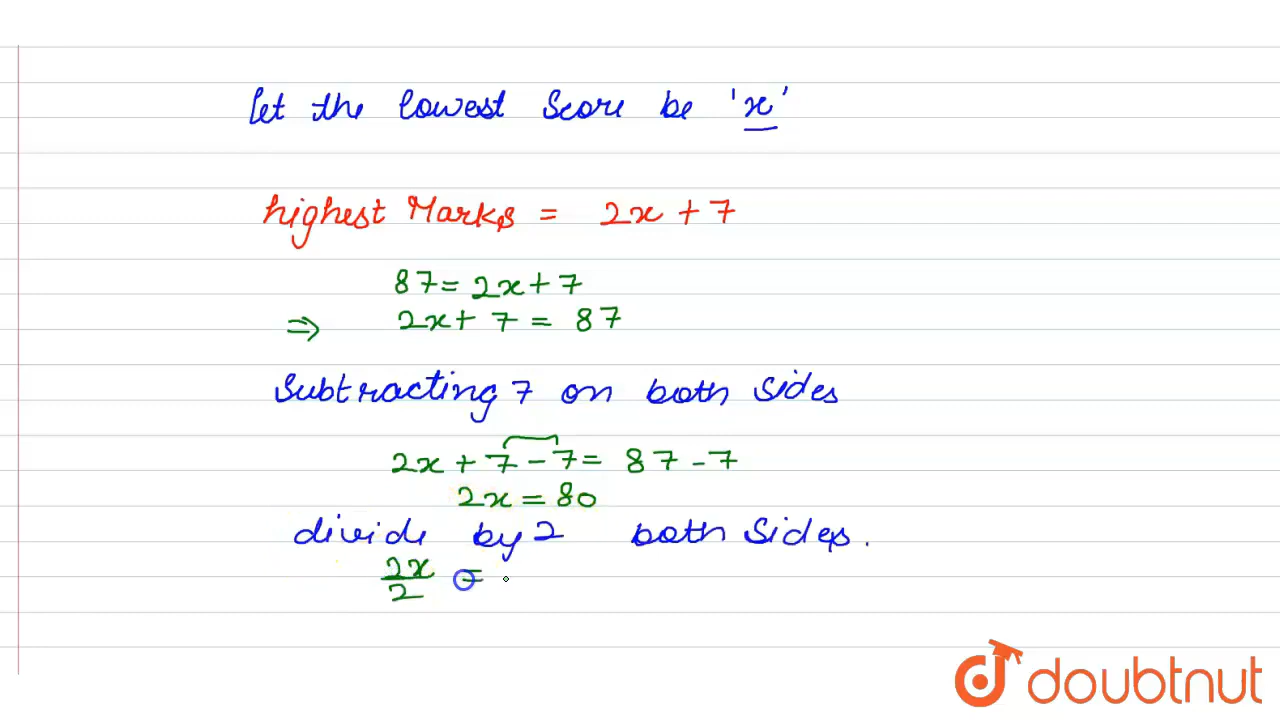 Let the lowest Score be 'x'
highest Marks = 2x + 7
87 = 2x + 7
⇒ 2x + 7 = 87
Subtracting 7 on both sides
2x + 7 - 7 = 87 - 7
2x = 80
divide by 2 both sides.
2x/2 =
doubtnut